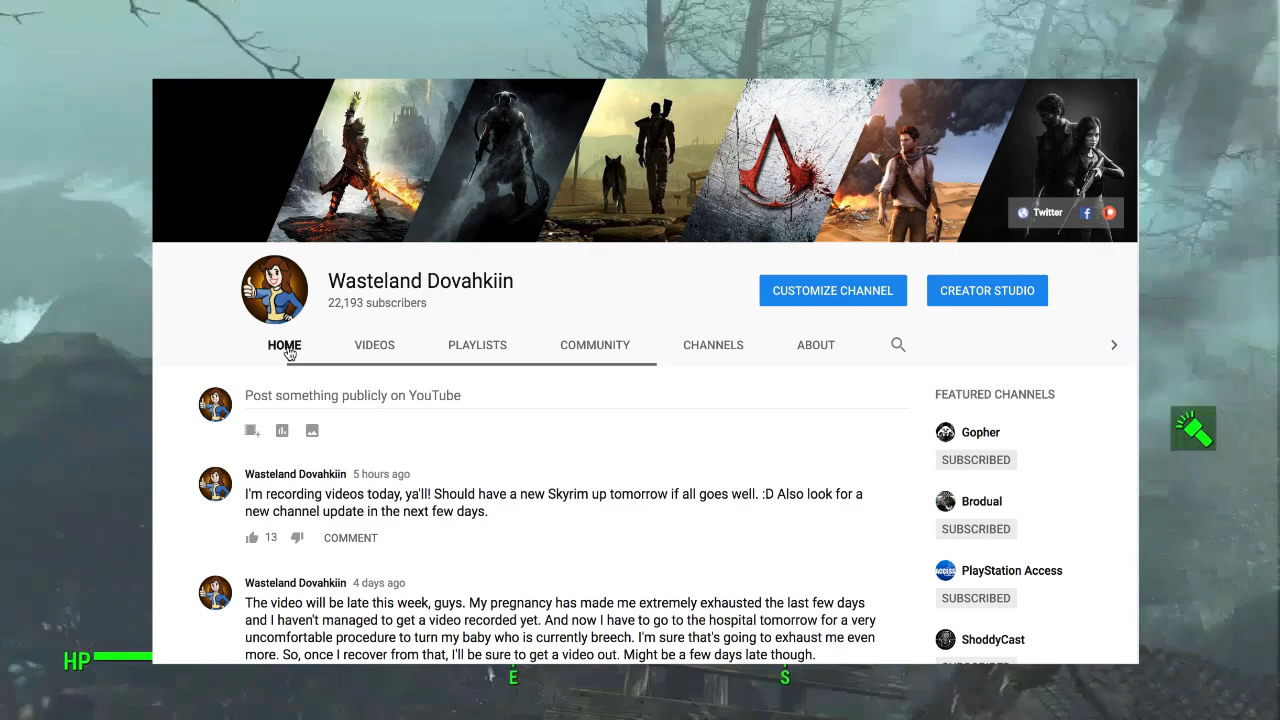 Twitter
Wasteland Dovahkiin
22,193 subscribers
CUSTOMIZE CHANNEL
CREATOR STUDIO
HOME
VIDEOS
PLAYLISTS
COMMUNITY
CHANNELS
ABOUT
Post something publicly on YouTube
FEATURED CHANNELS
Gopher
SUBSCRIBED
Wasteland Dovahkiin 5 hours ago
I'm recording videos today, ya'll! Should have a new Skyrim up tomorrow if all goes well. :D Also look for a
new channel update in the next few days.
13
COMMENT
Brodual
SUBSCRIBED
PlayStation Access
SUBSCRIBED
Wasteland Dovahkiin 4 days ago
The video will be late this week, guys. My pregnancy has made me extremely exhausted the last few days
and I haven't managed to get a video recorded yet. And now I have to go to the hospital tomorrow for a very
uncomfortable procedure to turn my baby who is currently breech. I'm sure that's going to exhaust me even
more. So, once I recover from that, I'll be sure to get a video out. Might be a few days late though.
ShoddyCast
HP
E
S